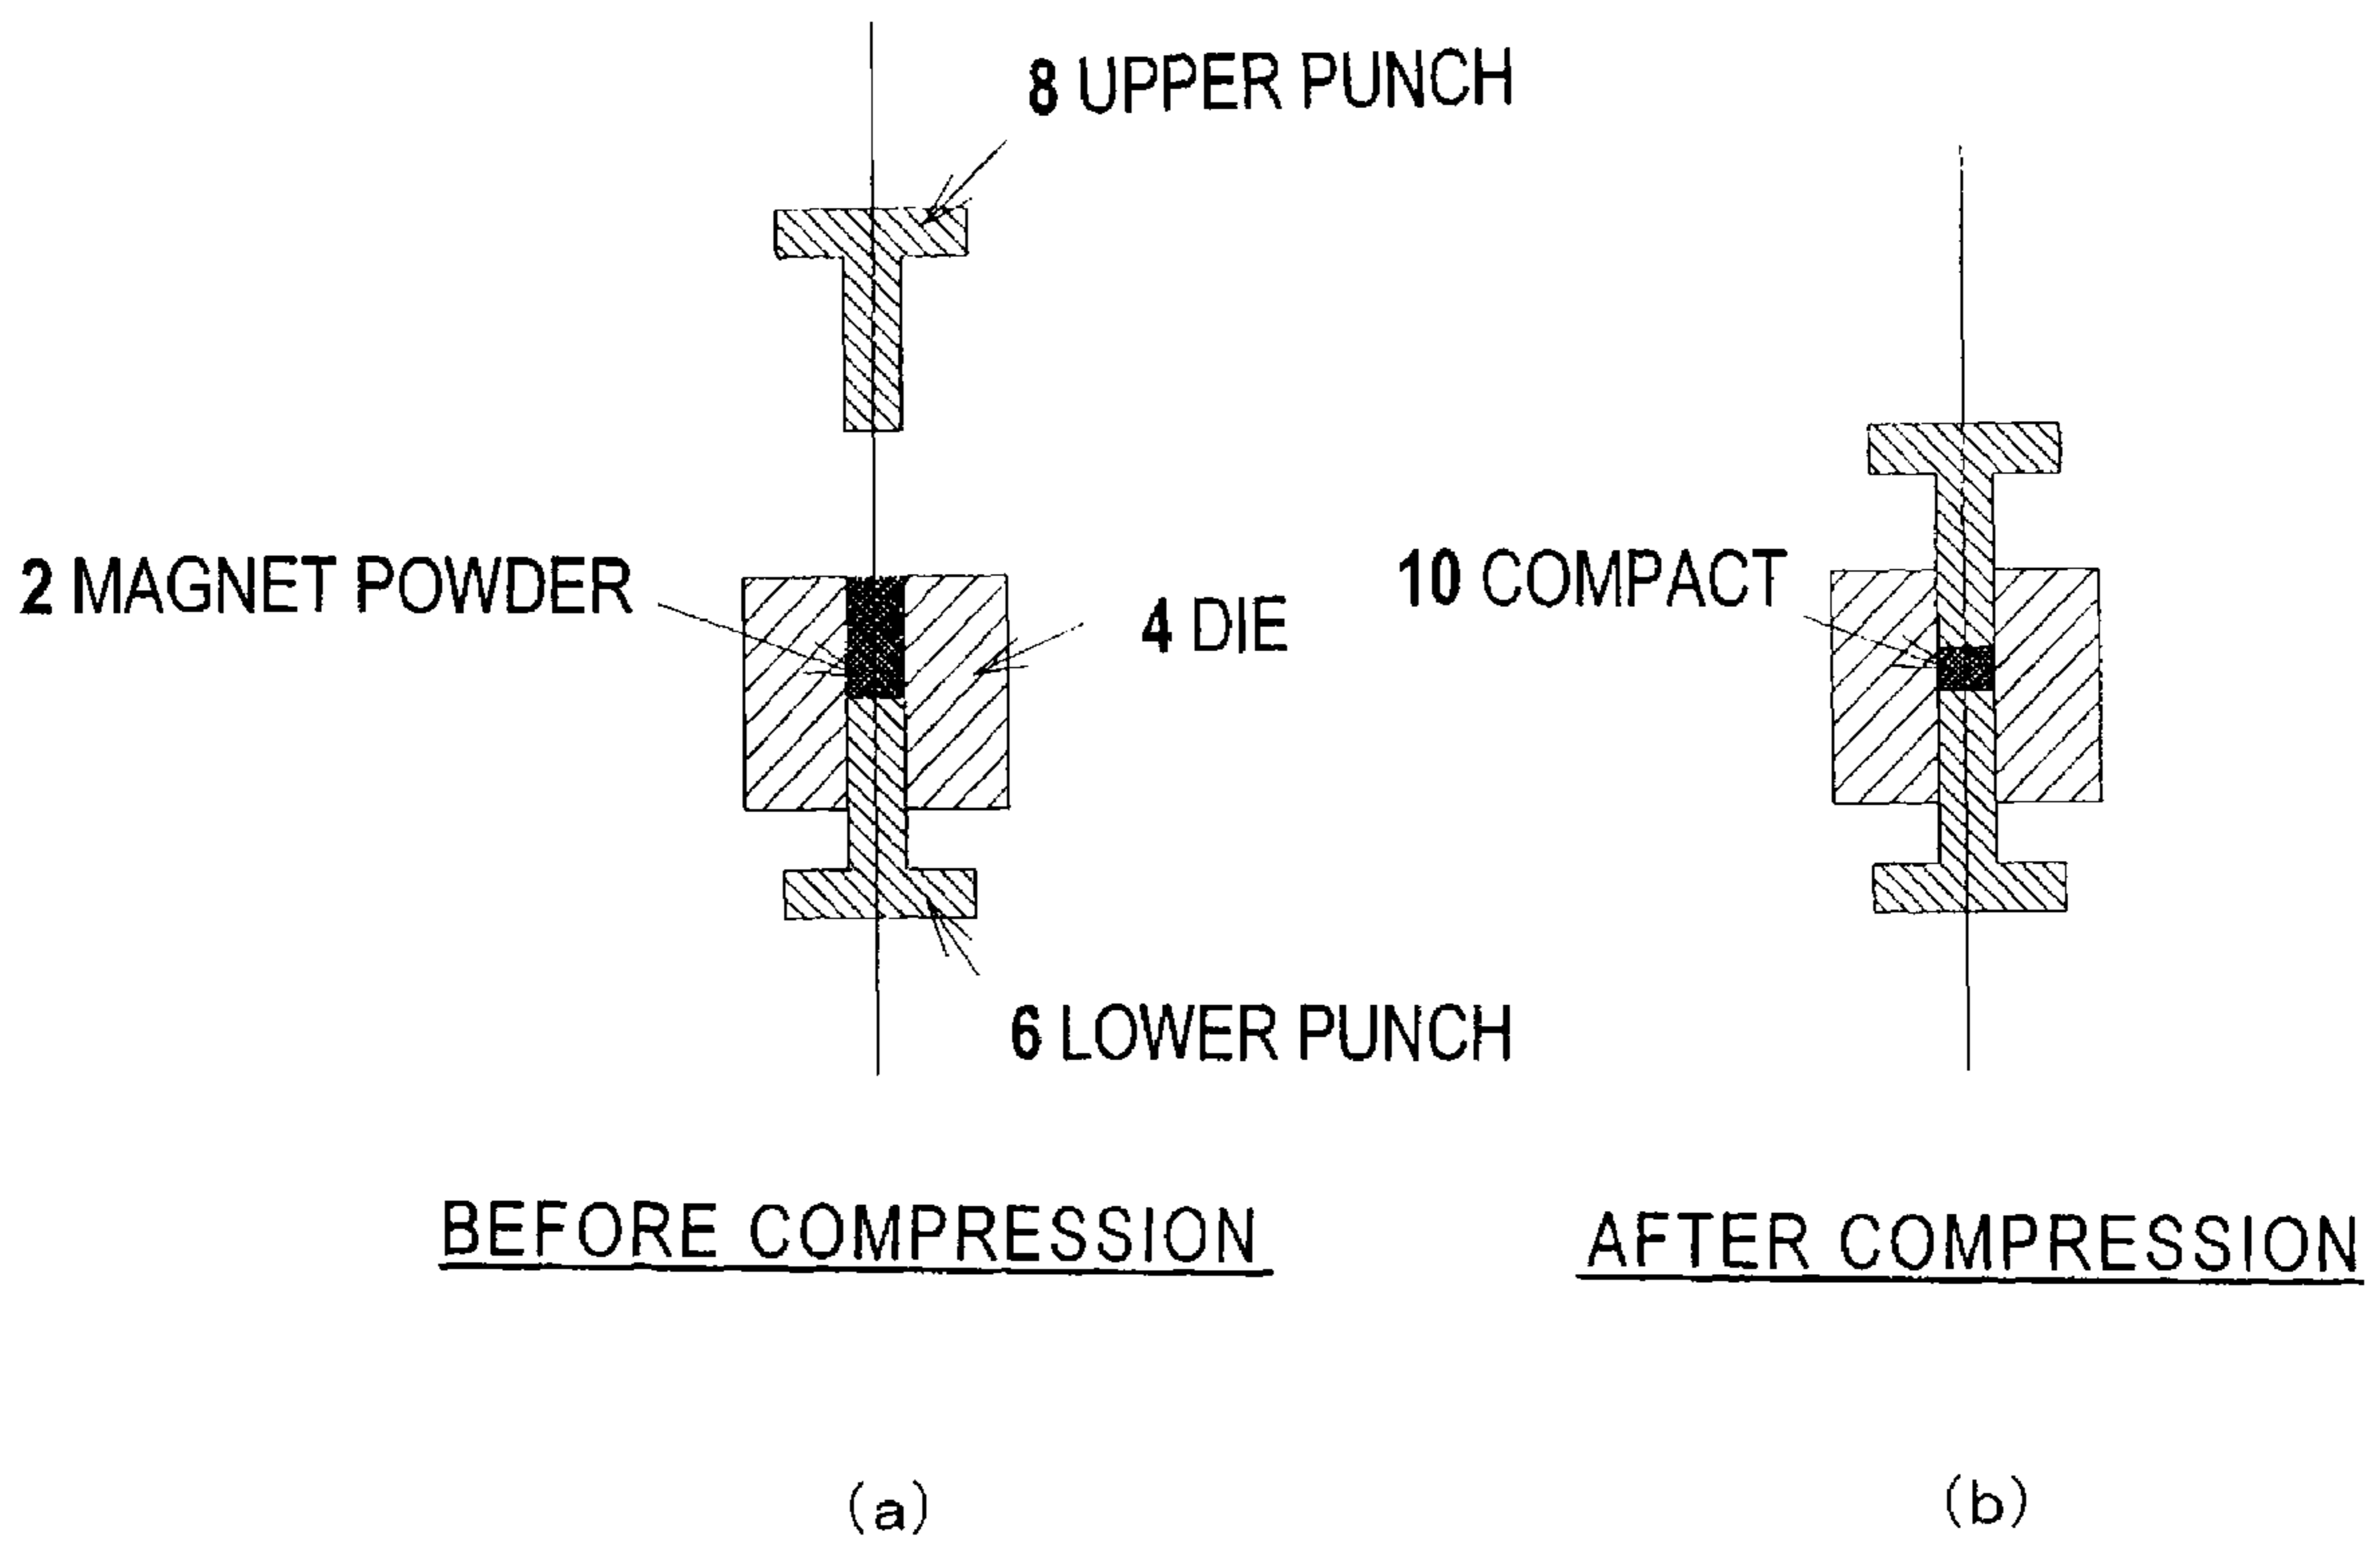 8 UPPER PUNCH
2 MAGNET POWDER
4 DIE
10 COMPACT
6 LOWER PUNCH
BEFORE COMPRESSION
AFTER COMPRESSION
(a)
(b)